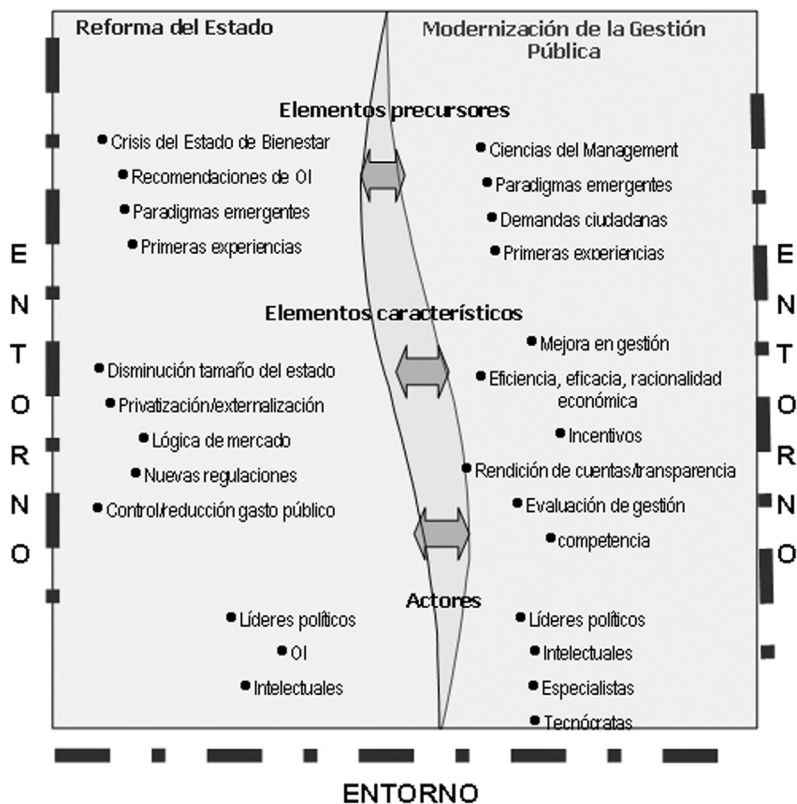 Reforma del Estado
Modernización de la Gestión
Pública
Elementos precursores
Crisis del Estado de Bienestar
Recomendaciones de OI
Paradigmas emergentes
Primeras experiencias
Ciencias del Management
Paradigmas emergentes
Demandas ciudadanas
Primeras experiencias
Elementos característicos
Disminución tamaño del estado
Privatización/externalización
Lógica de mercado
Nuevas regulaciones
Control/reducción gasto público
Mejora en gestión
Eficiencia, eficacia, racionalidad
económica
Incentivos
Rendición de cuentas/transparencia
Evaluación de gestión
competencia
Actores
Líderes políticos
OI
Intelectuales
Líderes políticos
Intelectuales
Especialistas
Tecnócratas
ENTORNO
ENTORNO
ENTORNO